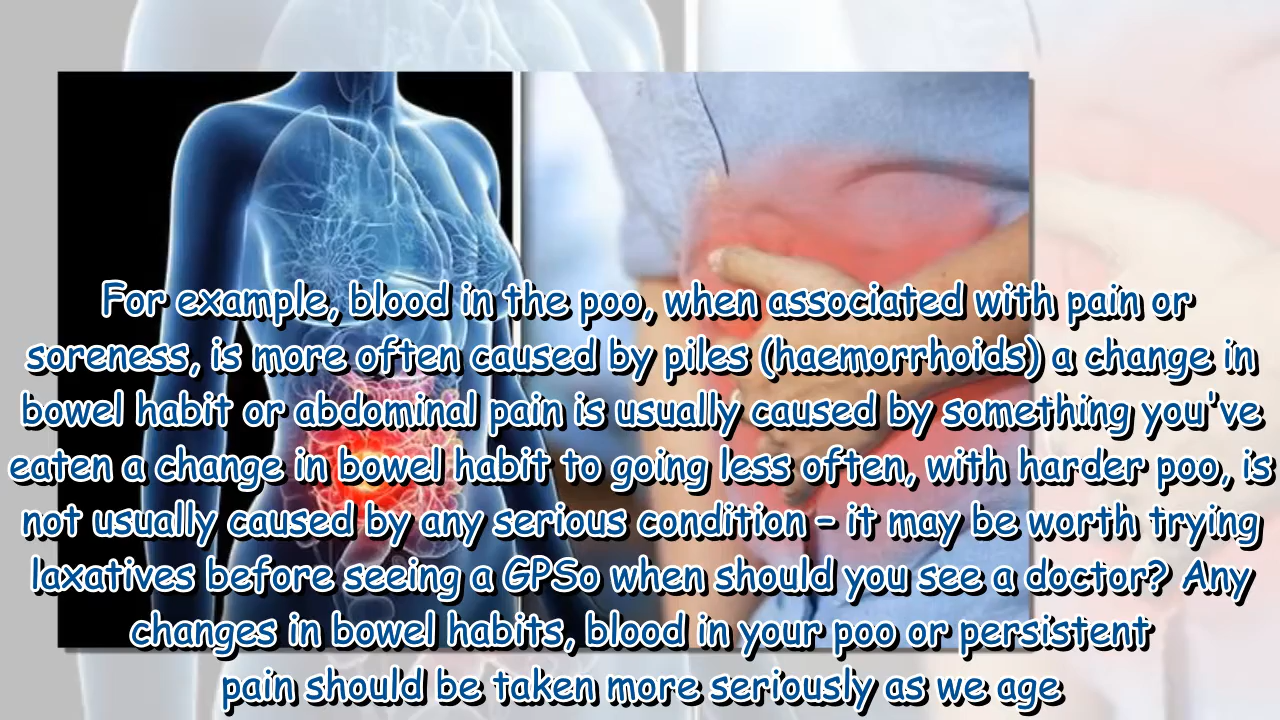 For example, blood in the poo, when associated with pain or
soreness, is more often caused by piles (haemorrhoids) a change in
bowel habit or abdominal pain is usually caused by something you've
eaten a change in bowel habit to going less often, with harder poo, is
not usually caused by any serious condition – it may be worth trying
laxatives before seeing a GPSo when should you see a doctor? Any
changes in bowel habits, blood in your poo or persistent
pain should be taken more seriously as we age